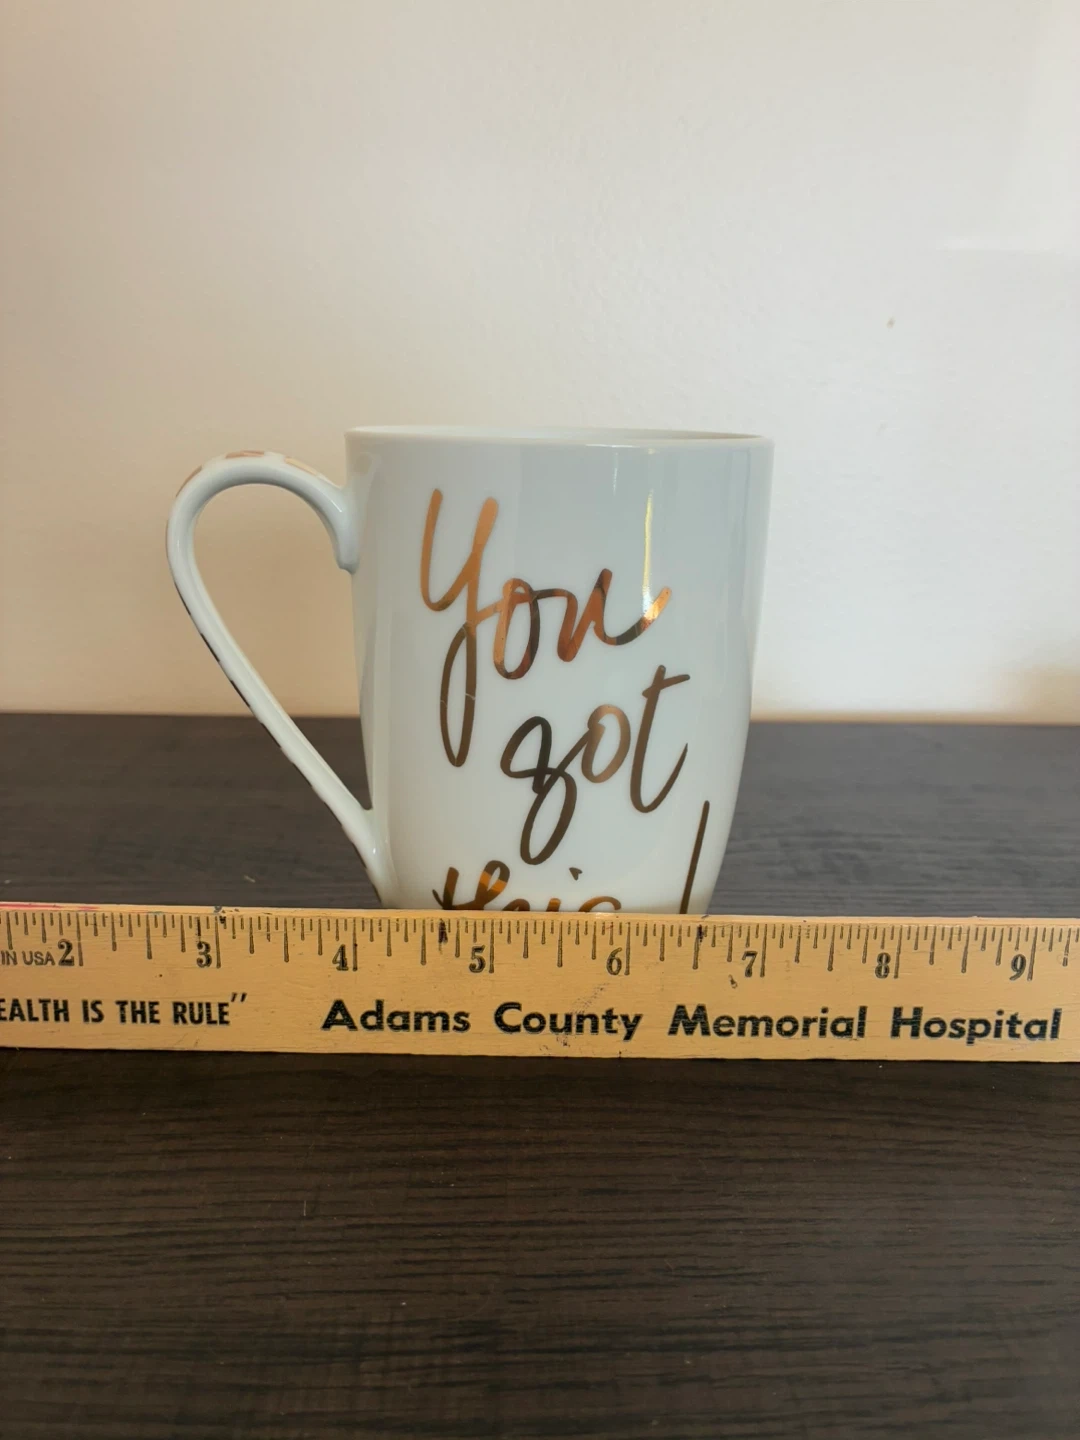 You
got
this!
2 3 4 5 6 7 8 9
IN USA
EALTH IS THE RULE" Adams County Memorial Hospital